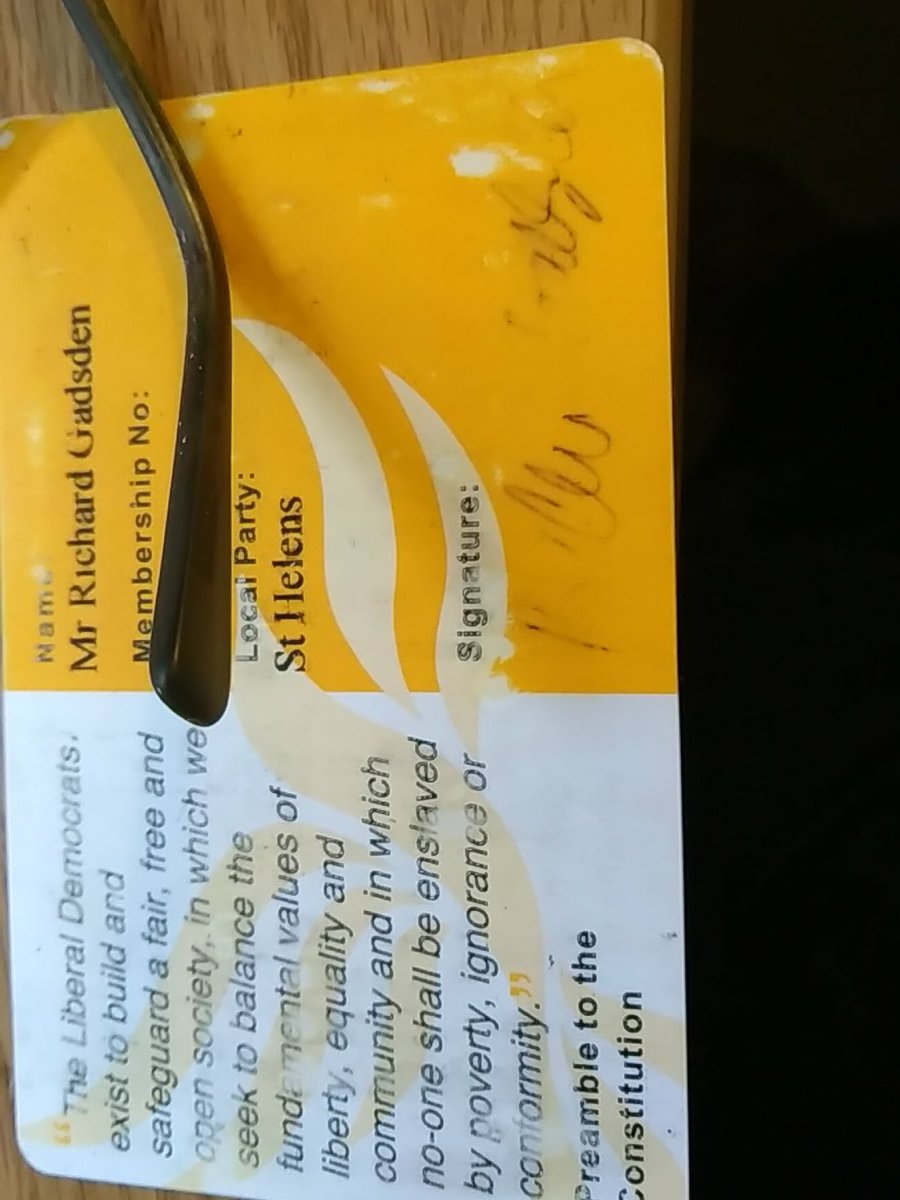 “The Liberal Democrats
exist to build and
safeguard a fair, free and
open society, in which we
seek to balance the
fundamental values of
liberty, equality and
community and in which
no-one shall be enslaved
by poverty, ignorance or
conformity.”
Preamble to the
Constitution
Name
Mr Richard Gadsden
Membership No:
Local Party:
St Helens
Signature: